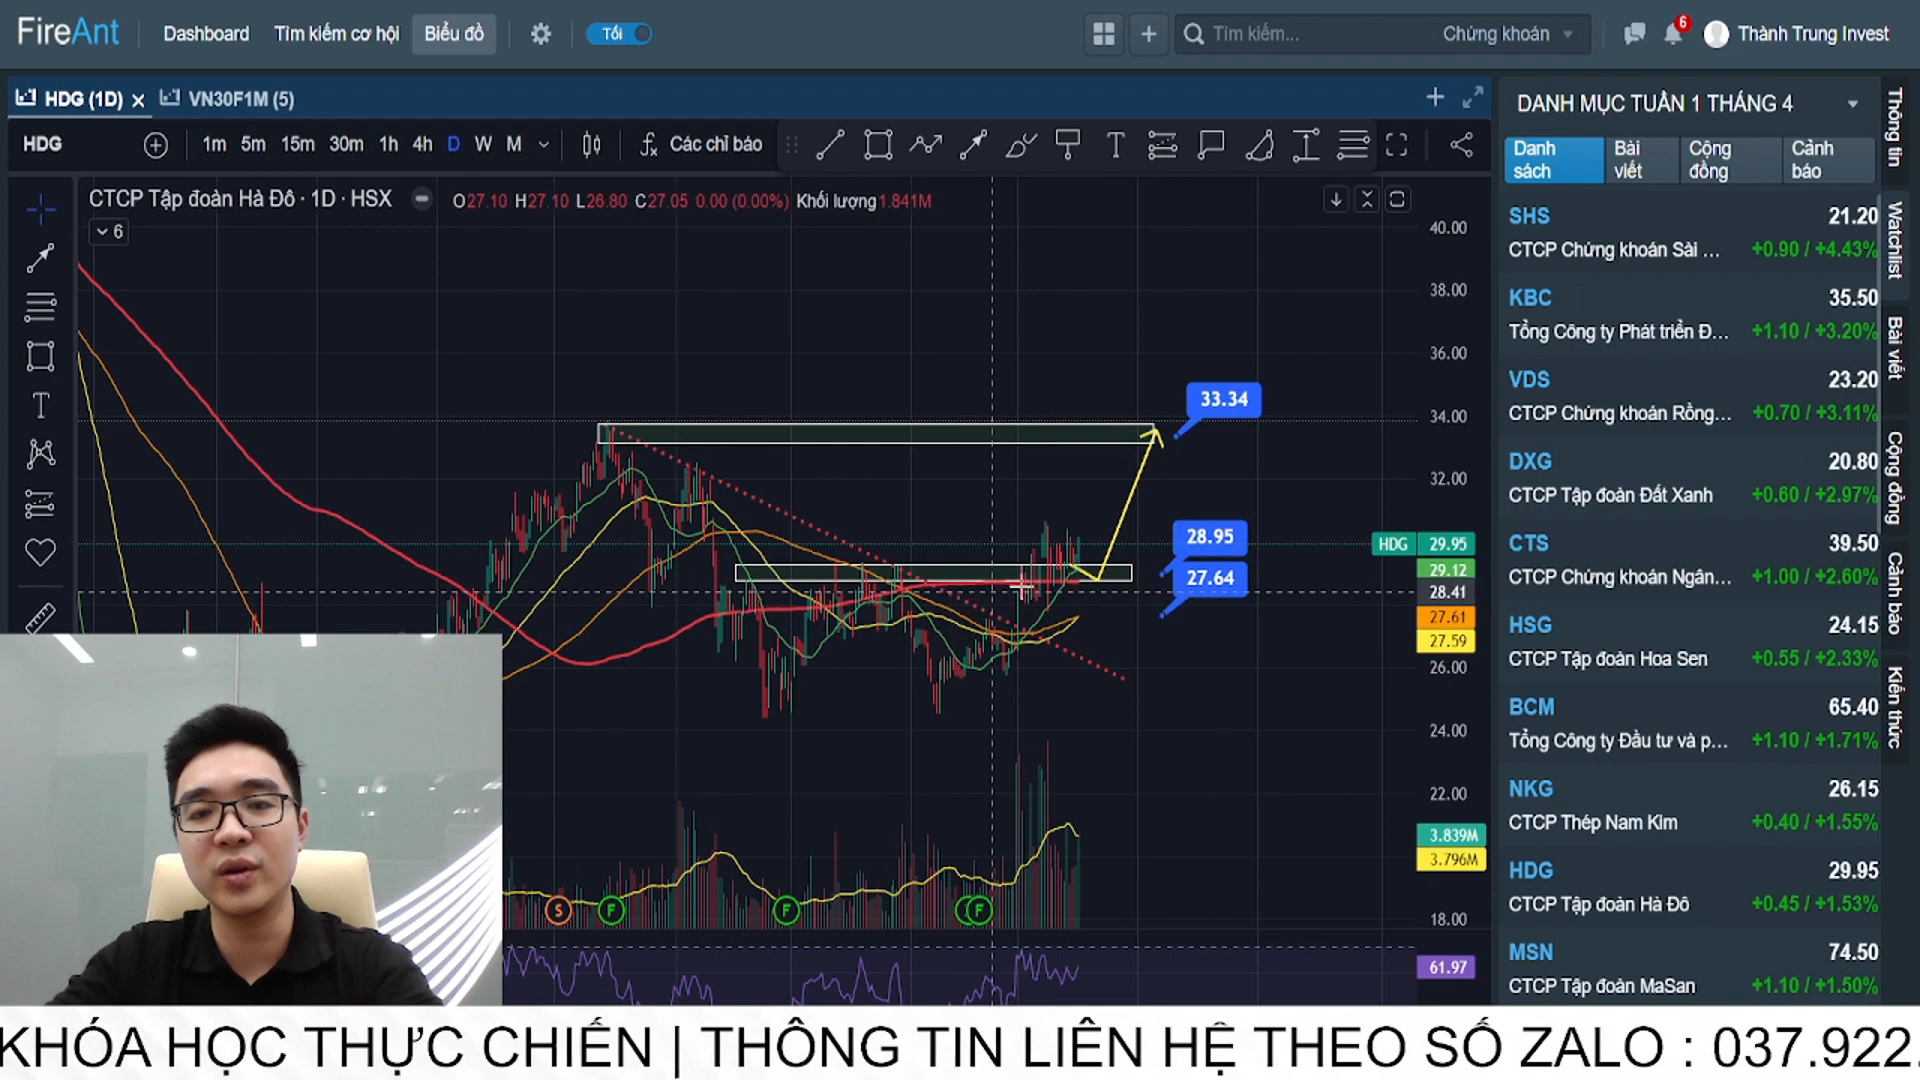 FireAnt
Dashboard
Tìm kiếm cơ hội
Biểu đồ
Tối
Tìm kiếm...
Chứng khoán
6
Thành Trung Invest
HDG (1D)
VN30F1M (5)
HDG
1m 5m 15m 30m 1h 4h D W M
Các chỉ báo
CTCP Tập đoàn Hà Đô · 1D · HSX
O27.10 H27.10 L26.80 C27.05 0.00 (0.00%) Khối lượng 1.841M
6
40.00
38.00
36.00
34.00
32.00
HDG 29.95
29.12
28.41
27.61
27.59
26.00
24.00
22.00
3.839M
3.796M
18.00
61.97
33.34
28.95
27.64
S
F
F
F
DANH MỤC TUẦN 1 THÁNG 4
Danh sách
Bài viết
Cộng đồng
Cảnh báo
SHS 21.20
CTCP Chứng khoán Sài ... +0.90 / +4.43%
KBC 35.50
Tổng Công ty Phát triển Đ... +1.10 / +3.20%
VDS 23.20
CTCP Chứng khoán Rồng... +0.70 / +3.11%
DXG 20.80
CTCP Tập đoàn Đất Xanh +0.60 / +2.97%
CTS 39.50
CTCP Chứng khoán Ngân... +1.00 / +2.60%
HSG 24.15
CTCP Tập đoàn Hoa Sen +0.55 / +2.33%
BCM 65.40
Tổng Công ty Đầu tư và p... +1.10 / +1.71%
NKG 26.15
CTCP Thép Nam Kim +0.40 / +1.55%
HDG 29.95
CTCP Tập đoàn Hà Đô +0.45 / +1.53%
MSN 74.50
CTCP Tập đoàn MaSan +1.10 / +1.50%
Thông tin
Watchlist
Bài viết
Cộng đồng
Cảnh báo
Kiến thức
KHÓA HỌC THỰC CHIẾN | THÔNG TIN LIÊN HỆ THEO SỐ ZALO : 037.922.